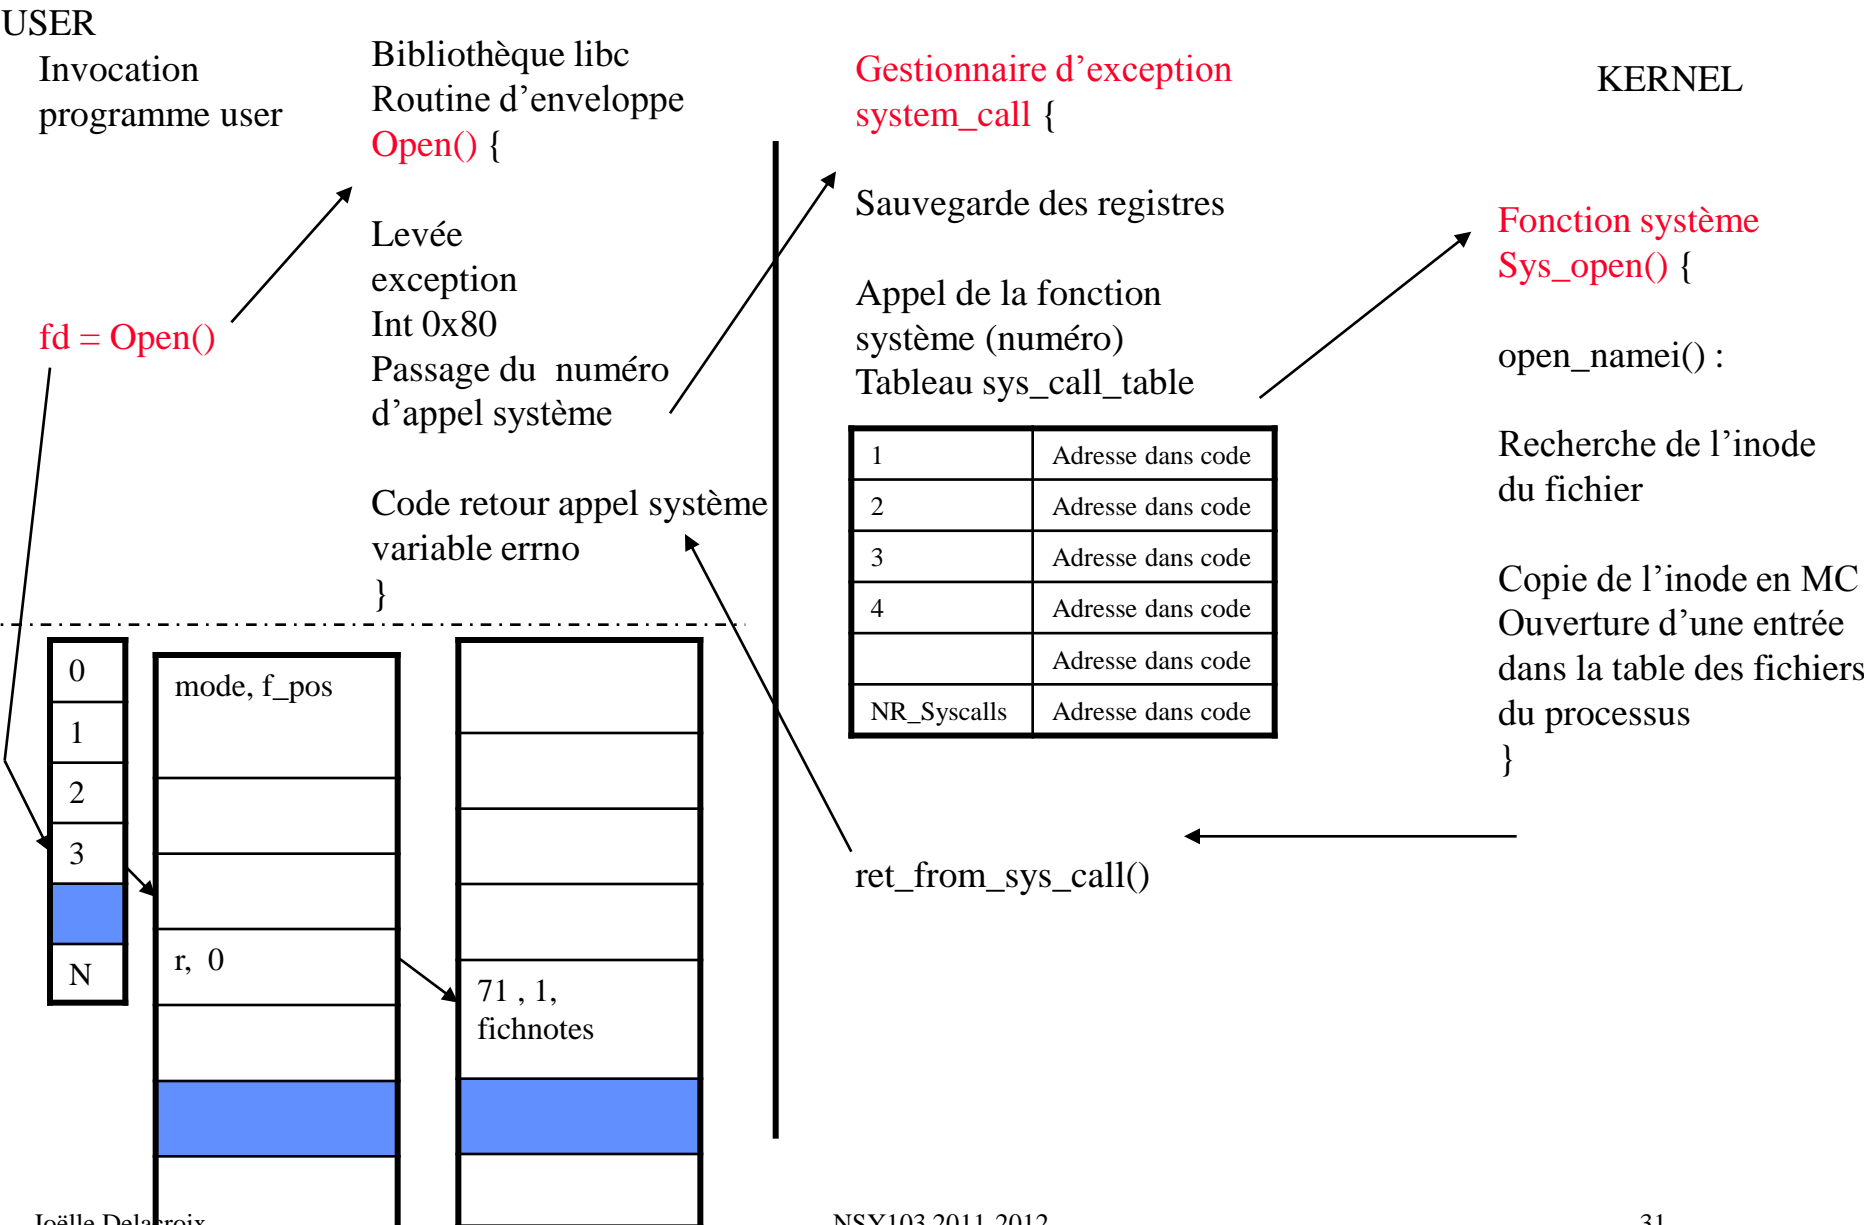 USER
Invocation
programme user
fd = Open()
Bibliothèque libc
Routine d’enveloppe
Open() {
Levée
exception
Int 0x80
Passage du numéro
d’appel système
Code retour appel système
variable errno
}
Gestionnaire d’exception
system_call {
Sauvegarde des registres
Appel de la fonction
système (numéro)
Tableau sys_call_table
1 Adresse dans code
2 Adresse dans code
3 Adresse dans code
4 Adresse dans code
Adresse dans code
NR_Syscalls Adresse dans code
ret_from_sys_call()
KERNEL
Fonction système
Sys_open() {
open_namei() :
Recherche de l’inode
du fichier
Copie de l’inode en MC
Ouverture d’une entrée
dans la table des fichiers
du processus
}
0
1
2
3
N
mode, f_pos
r, 0
71 , 1,
fichnotes
Joëlle Delacroix
NSY103 2011-2012
31